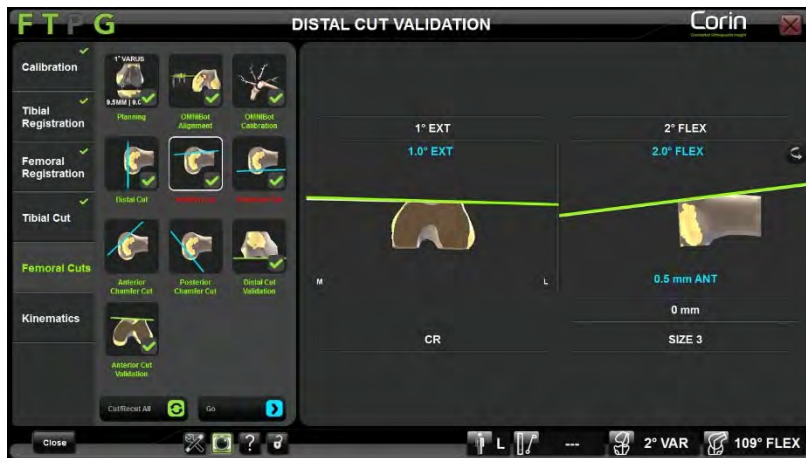 F T P G
DISTAL CUT VALIDATION
Corin
Connected Orthopaedic Insight
Calibration
Tibial
Registration
Femoral
Registration
Tibial Cut
Femoral Cuts
Kinematics
1° VARUS
Planning
OMNIBot
Alignment
OMNIBot
Calibration
Distal Cut
Anterior
Chamfer Cut
Posterior
Chamfer Cut
Distal Cut
Validation
Anterior Cut
Validation
Cut/Recut All
Go
1° EXT
2° FLEX
1.0° EXT
2.0° FLEX
M
L
0.5 mm ANT
0 mm
CR
SIZE 3
Close
?
L
---
2° VAR
109° FLEX